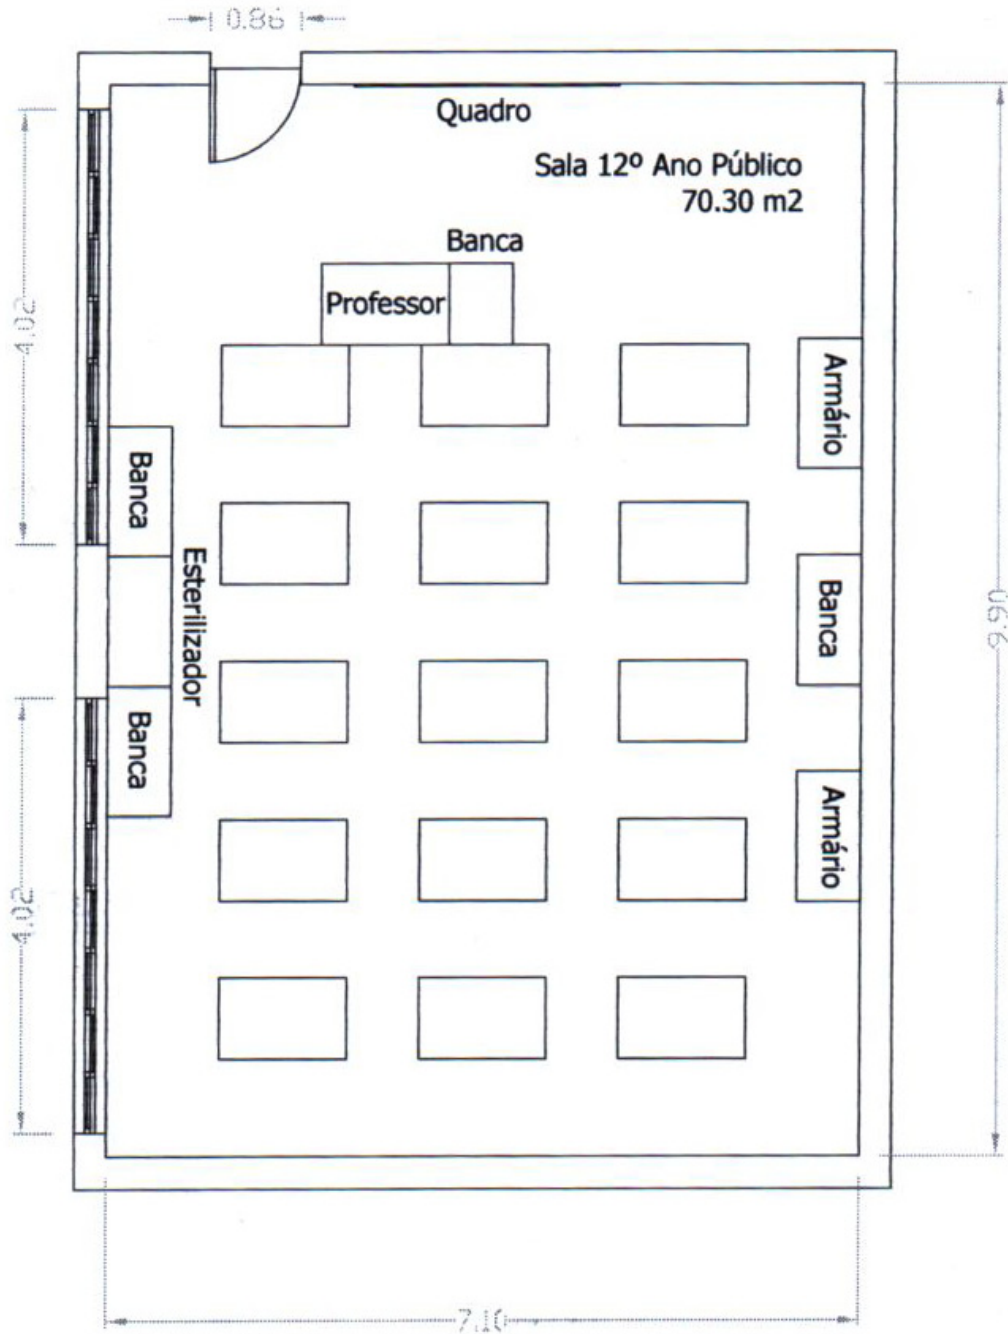 0.86
Quadro
Sala 12º Ano Público
70.30 m2
Banca
Professor
4.02
Armário
Banca
Esterilizador
Banca
9.90
Banca
Armário
4.02
7.10